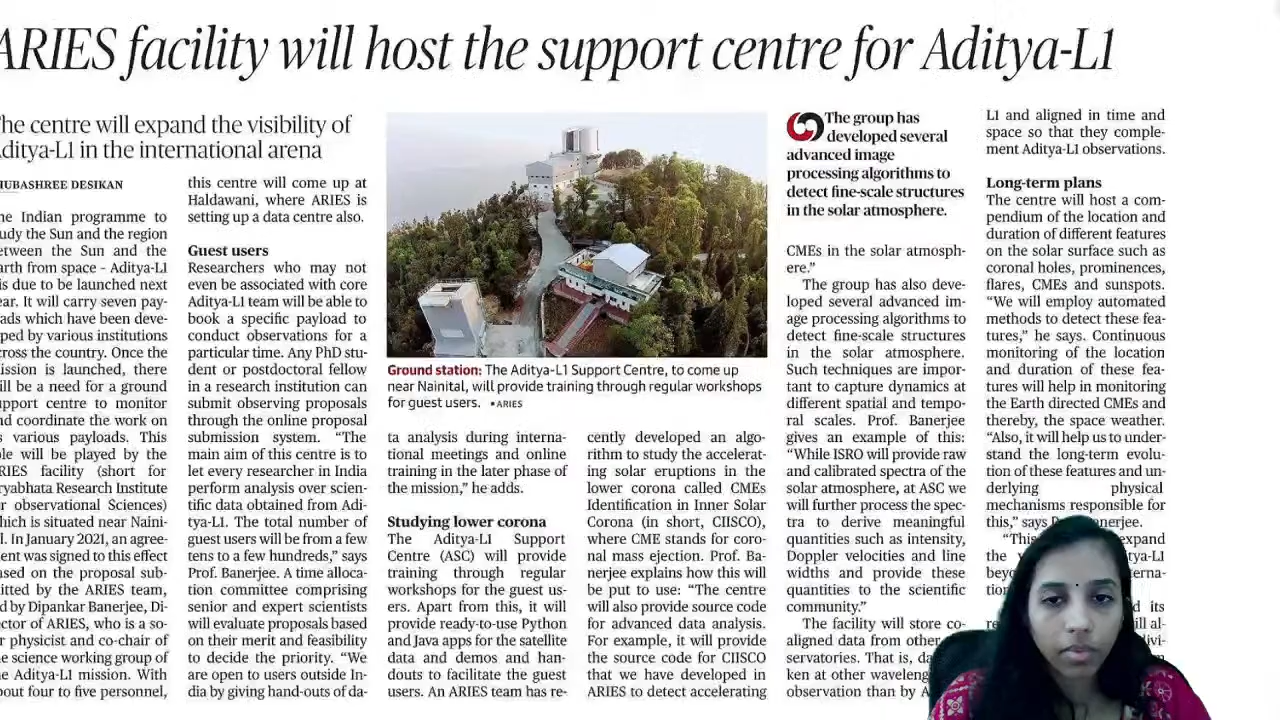 ARIES facility will host the support centre for Aditya-L1
he centre will expand the visibility of
ditya-L1 in the international arena
HUBASHREE DESIKAN
he Indian programme to
udy the Sun and the region
etween the Sun and the
arth from space – Aditya-L1
is due to be launched next
ear. It will carry seven pay-
ads which have been deve-
ped by various institutions
cross the country. Once the
ission is launched, there
ill be a need for a ground
upport centre to monitor
nd coordinate the work on
s various payloads. This
le will be played by the
RIES facility (short for
ryabhata Research Institute
r observational Sciences)
hich is situated near Naini-
l. In January 2021, an agree-
ent was signed to this effect
ased on the proposal sub-
itted by the ARIES team,
d by Dipankar Banerjee, Di-
ctor of ARIES, who is a so-
r physicist and co-chair of
e science working group of
e Aditya-L1 mission. With
bout four to five personnel,
this centre will come up at
Haldawani, where ARIES is
setting up a data centre also.
Guest users
Researchers who may not
even be associated with core
Aditya-L1 team will be able to
book a specific payload to
conduct observations for a
particular time. Any PhD stu-
dent or postdoctoral fellow
in a research institution can
submit observing proposals
through the online proposal
submission system. “The
main aim of this centre is to
let every researcher in India
perform analysis over scien-
tific data obtained from Adi-
tya-L1. The total number of
guest users will be from a few
tens to a few hundreds,” says
Prof. Banerjee. A time alloca-
tion committee comprising
senior and expert scientists
will evaluate proposals based
on their merit and feasibility
to decide the priority. “We
are open to users outside In-
dia by giving hand-outs of da-
Ground station: The Aditya-L1 Support Centre, to come up
near Nainital, will provide training through regular workshops
for guest users. •ARIES
ta analysis during interna-
tional meetings and online
training in the later phase of
the mission,” he adds.
Studying lower corona
The Aditya-L1 Support
Centre (ASC) will provide
training through regular
workshops for the guest us-
ers. Apart from this, it will
provide ready-to-use Python
and Java apps for the satellite
data and demos and han-
douts to facilitate the guest
users. An ARIES team has re-
cently developed an algo-
rithm to study the accelerat-
ing solar eruptions in the
lower corona called CMEs
Identification in Inner Solar
Corona (in short, CIISCO),
where CME stands for coro-
nal mass ejection. Prof. Ba-
nerjee explains how this will
be put to use: “The centre
will also provide source code
for advanced data analysis.
For example, it will provide
the source code for CIISCO
that we have developed in
ARIES to detect accelerating
The group has
developed several
advanced image
processing algorithms to
detect fine-scale structures
in the solar atmosphere.
CMEs in the solar atmosph-
ere.”
The group has also deve-
loped several advanced im-
age processing algorithms to
detect fine-scale structures
in the solar atmosphere.
Such techniques are impor-
tant to capture dynamics at
different spatial and tempo-
ral scales. Prof. Banerjee
gives an example of this:
“While ISRO will provide raw
and calibrated spectra of the
solar atmosphere, at ASC we
will further process the spec-
tra to derive meaningful
quantities such as intensity,
Doppler velocities and line
widths and provide these
quantities to the scientific
community.”
The facility will store co-
aligned data from other
servatories. That is, da
ken at other waveleng
observation than by A
L1 and aligned in time and
space so that they comple-
ment Aditya-L1 observations.
Long-term plans
The centre will host a com-
pendium of the location and
duration of different features
on the solar surface such as
coronal holes, prominences,
flares, CMEs and sunspots.
“We will employ automated
methods to detect these fea-
tures,” he says. Continuous
monitoring of the location
and duration of these fea-
tures will help in monitoring
the Earth directed CMEs and
thereby, the space weather.
“Also, it will help us to under-
stand the long-term evolu-
tion of these features and un-
derlying physical
mechanisms responsible for
this,” says nerjee.
“This expand
the tya-L1
beyo terna-
tion
d its
re ill al-
divi-